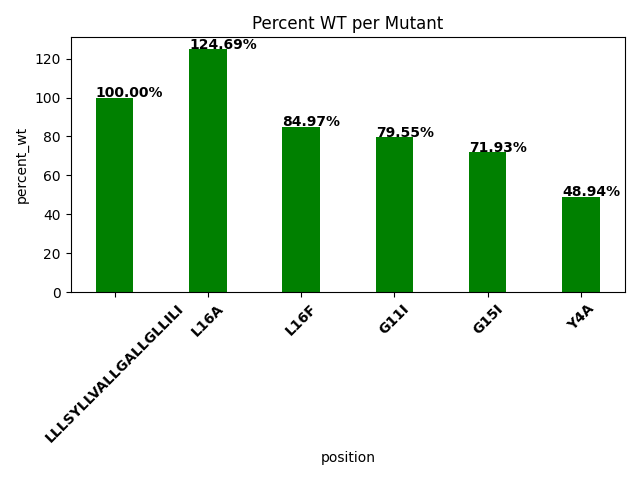 Percent WT per Mutant
percent_wt
120
100
80
60
40
20
0
100.00%
124.69%
84.97%
79.55%
71.93%
48.94%
LLLSYLLVALLGALLGLLILI
L16A
L16F
G11I
G15I
Y4A
position